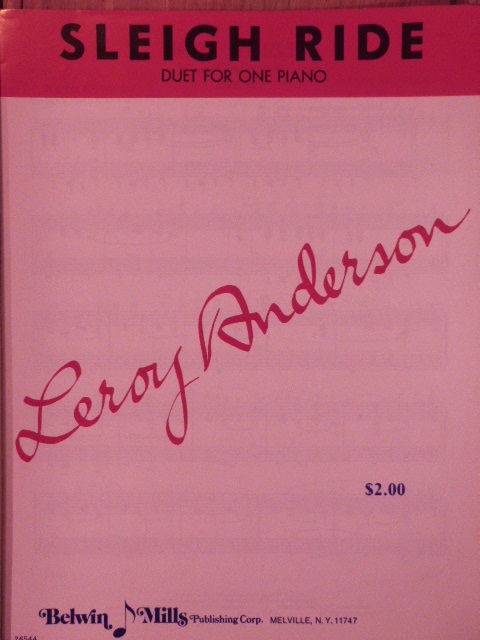 SLEIGH RIDE
DUET FOR ONE PIANO
Leroy Anderson
$2.00
Belwin Mills Publishing Corp. MELVILLE, N.Y. 11747